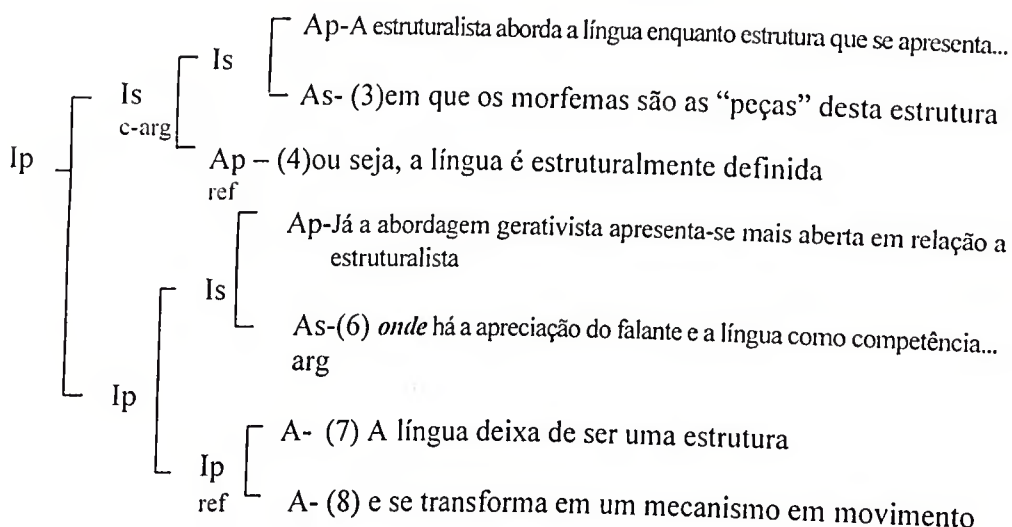 Ap-A estruturalista aborda a língua enquanto estrutura que se apresenta...
Is
Is
c-arg
As- (3)em que os morfemas são as “peças” desta estrutura
Ip
Ap – (4)ou seja, a língua é estruturalmente definida
ref
Ap-Já a abordagem gerativista apresenta-se mais aberta em relação a
estruturalista
Is
As-(6) onde há a apreciação do falante e a língua como competência...
arg
Ip
A- (7) A língua deixa de ser uma estrutura
Ip
ref
A- (8) e se transforma em um mecanismo em movimento